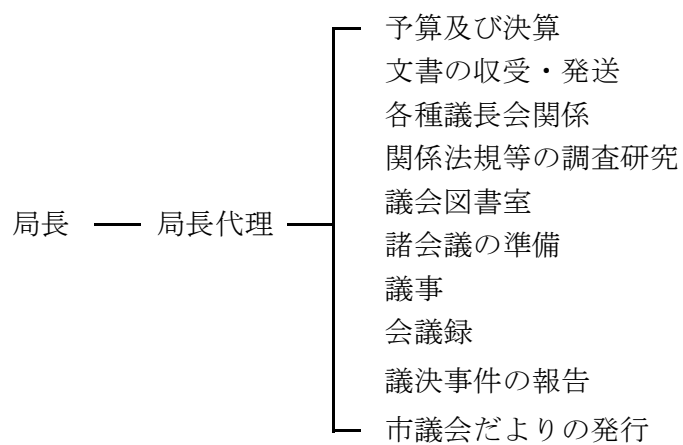 予算及び決算
文書の収受・発送
各種議長会関係
関係法規等の調査研究
議会図書室
局長 局長代理
諸会議の準備
議事
会議録
議決事件の報告
市議会だよりの発行